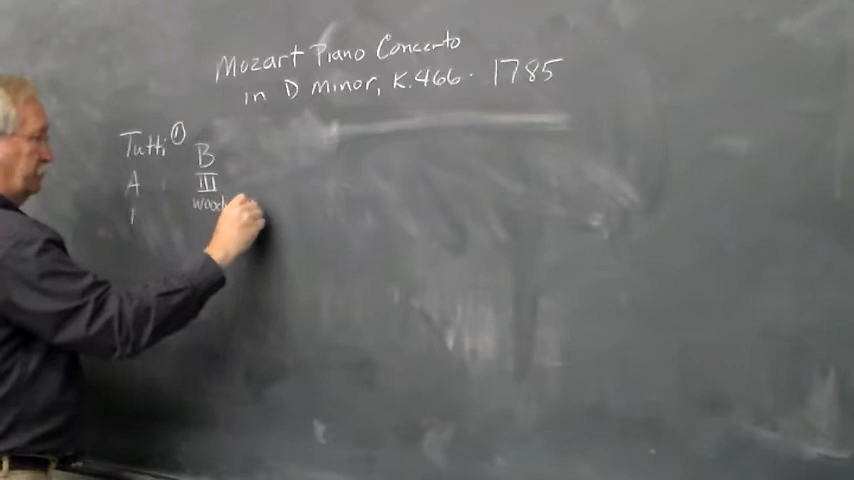 Mozart Piano Concerto
in D Minor, K.466. 1785
Tutti ①
B
A
III
I